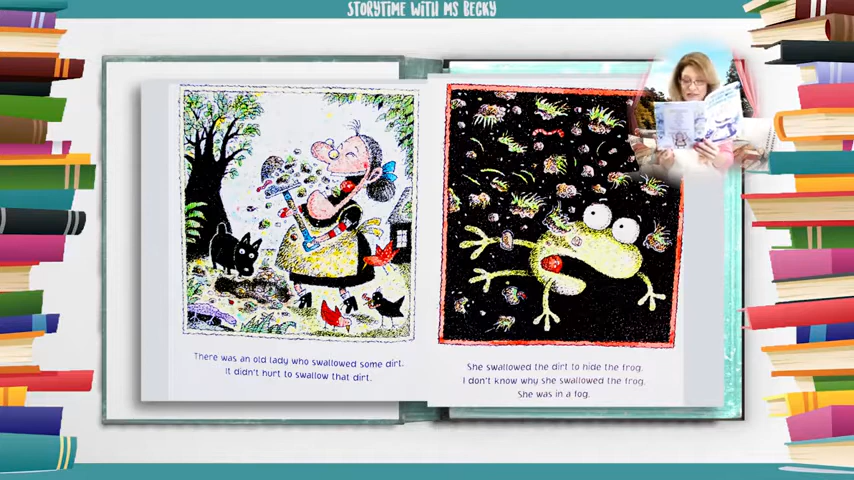 STORYTIME WITH MS BECKY
There was an old lady who swallowed some dirt.
It didn't hurt to swallow that dirt.
She swallowed the dirt to hide the frog.
I don't know why she swallowed the frog.
She was in a fog.